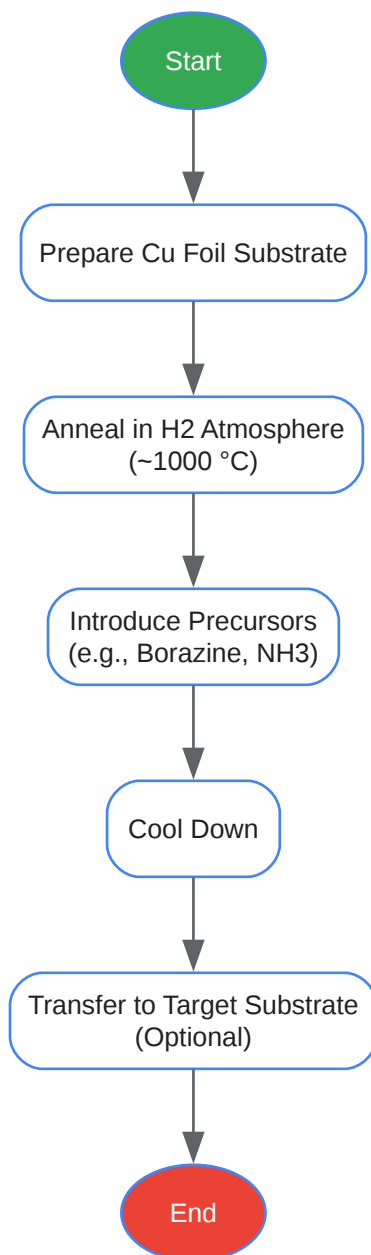 Start
Prepare Cu Foil Substrate
Anneal in H2 Atmosphere
(~1000 °C)
Introduce Precursors
(e.g., Borazine, NH3)
Cool Down
Transfer to Target Substrate
(Optional)
End